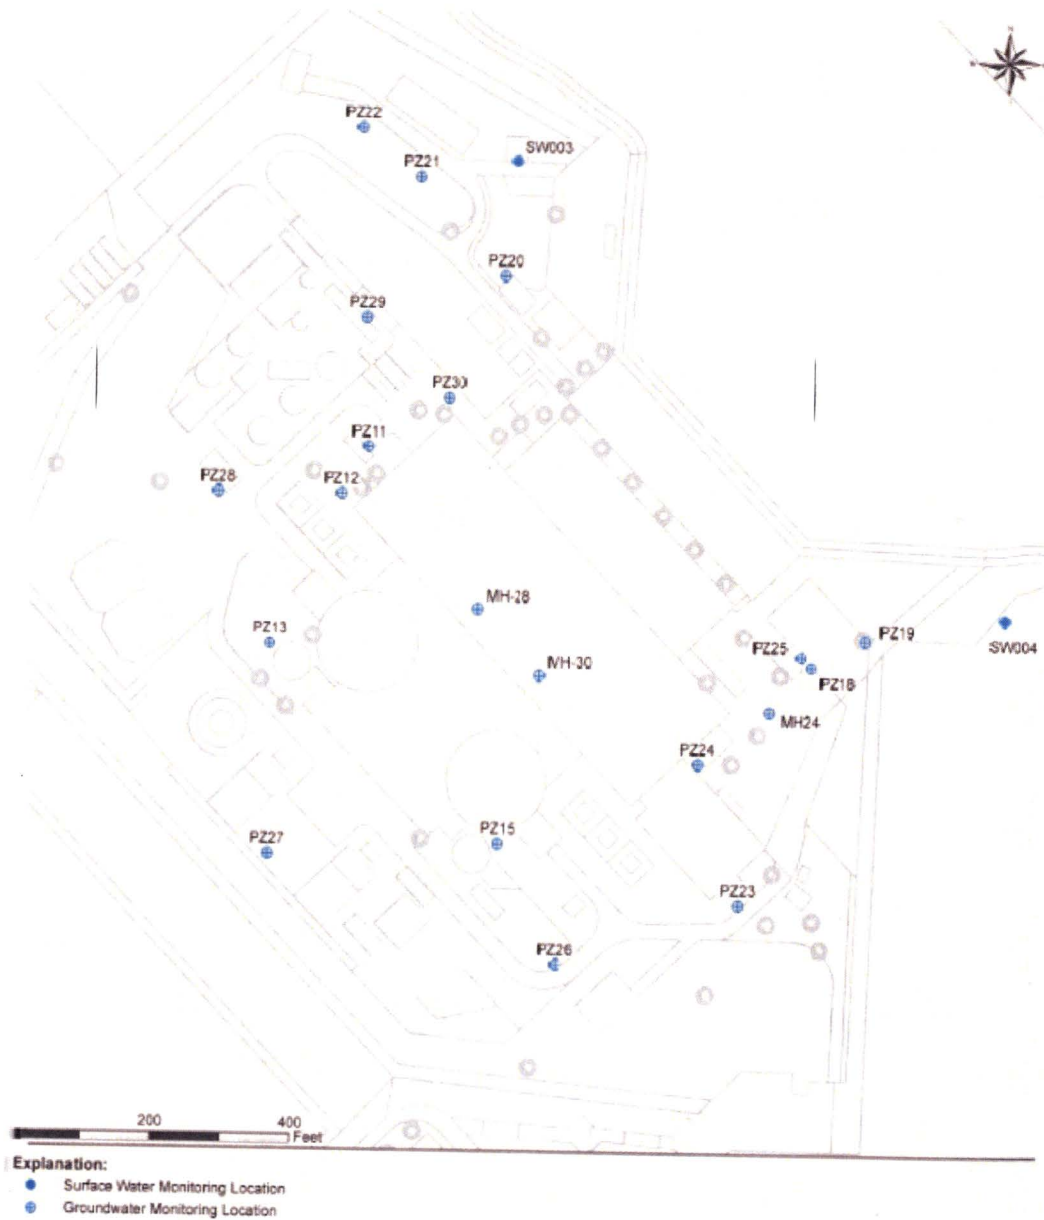 N
PZ22
SW003
PZ21
PZ20
PZ29
PZ30
PZ11
PZ28
PZ12
MH-28
PZ13
PZ19
PZ25
SW004
MH-30
PZ18
MH24
PZ24
PZ15
PZ27
PZ23
PZ26
200
400
Feet
Explanation:
Surface Water Monitoring Location
Groundwater Monitoring Location